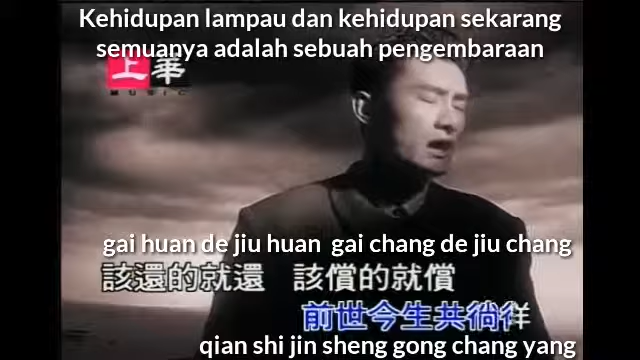 Kehidupan lampau dan kehidupan sekarang
semuanya adalah sebuah pengembaraan
上華
MUSIC
gai huan de jiu huan gai chang de jiu chang
該還的就還 該償的就償
前世今生共徜徉
qian shi jin sheng gong chang yang